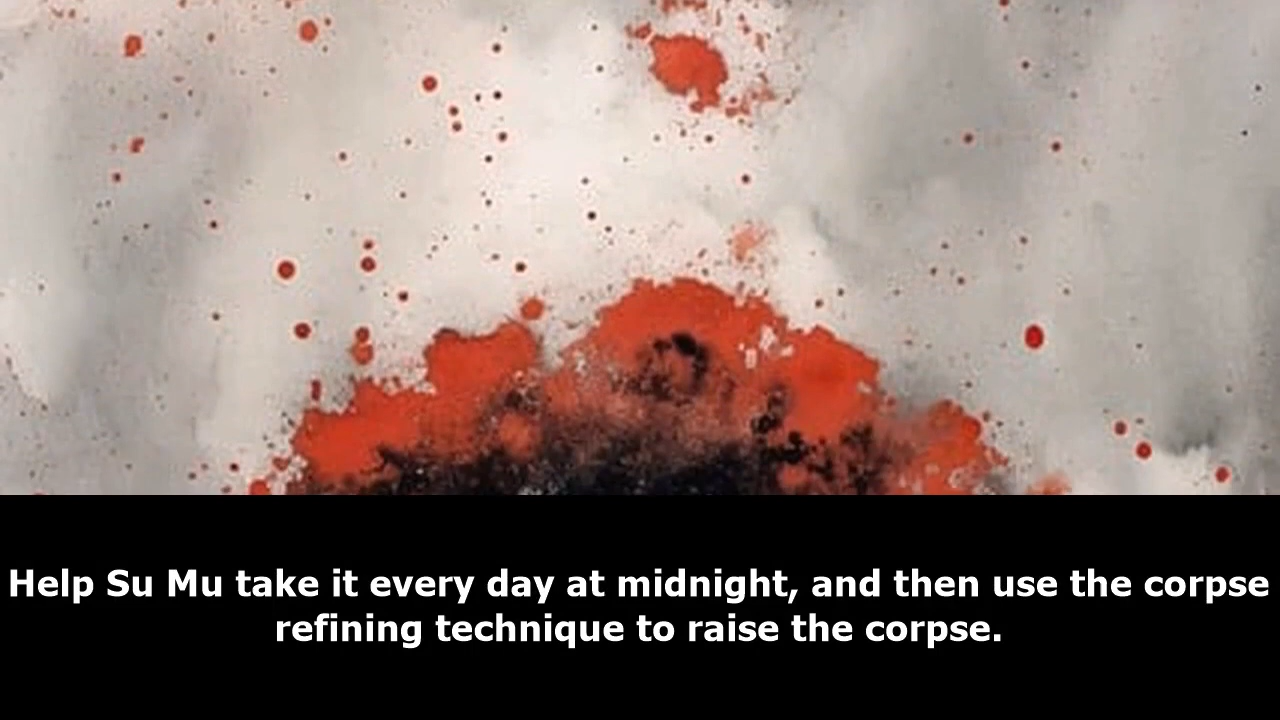 Help Su Mu take it every day at midnight, and then use the corpse
refining technique to raise the corpse.